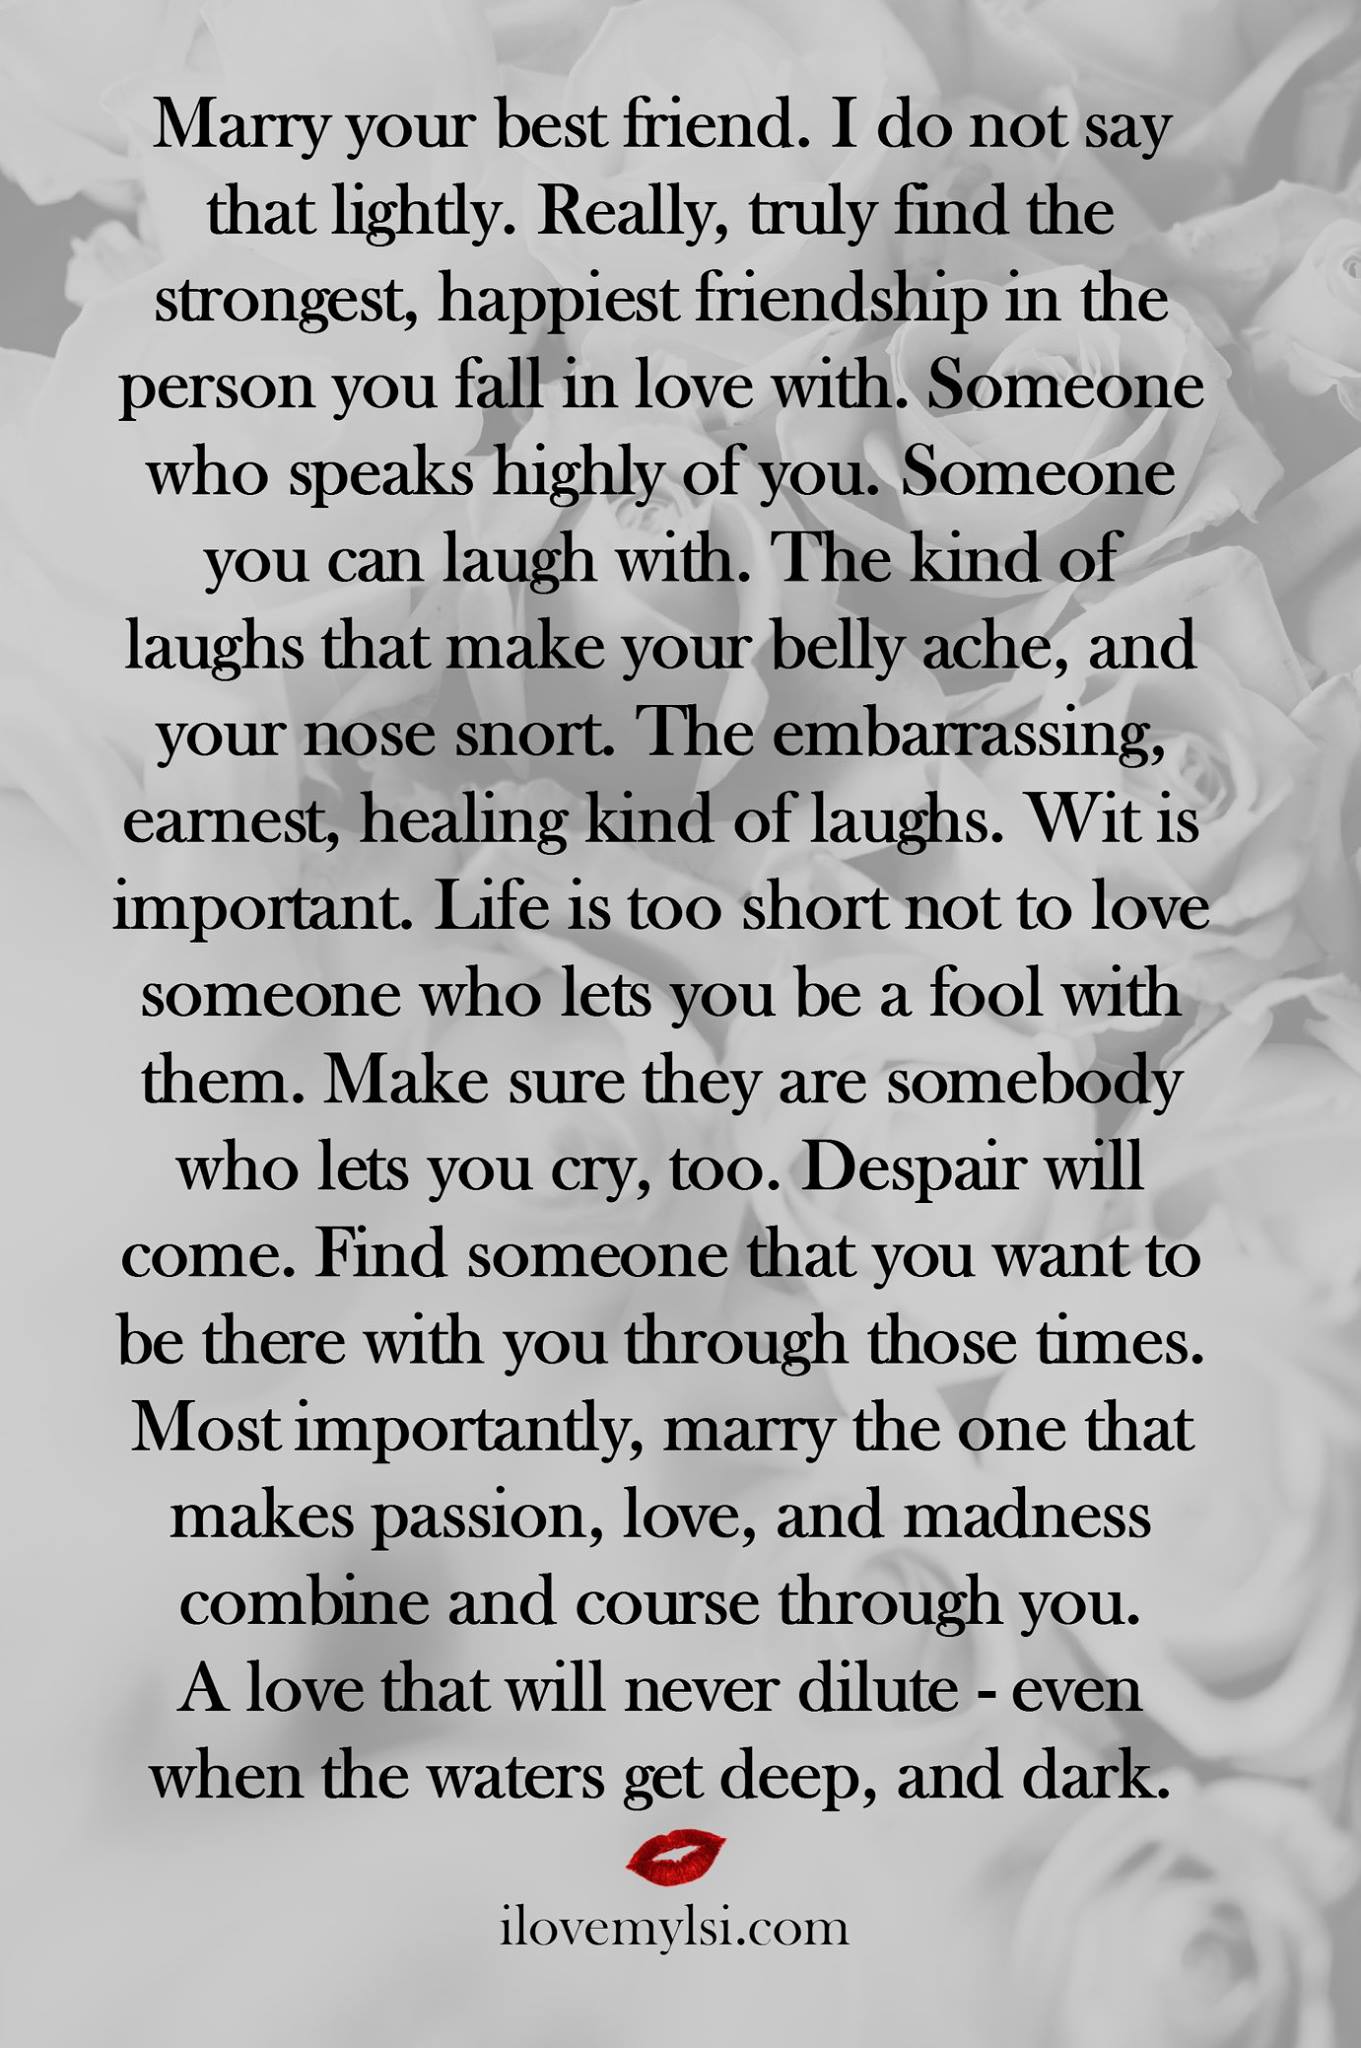 Marry your best friend. I do not say
that lightly. Really, truly find the
strongest, happiest friendship in the
person you fall in love with. Someone
who speaks highly of you. Someone
you can laugh with. The kind of
laughs that make your belly ache, and
your nose snort. The embarrassing,
earnest, healing kind of laughs. Wit is
important. Life is too short not to love
someone who lets you be a fool with
them. Make sure they are somebody
who lets you cry, too. Despair will
come. Find someone that you want to
be there with you through those times.
Most importantly, marry the one that
makes passion, love, and madness
combine and course through you.
A love that will never dilute - even
when the waters get deep, and dark.
ilovemylsi.com